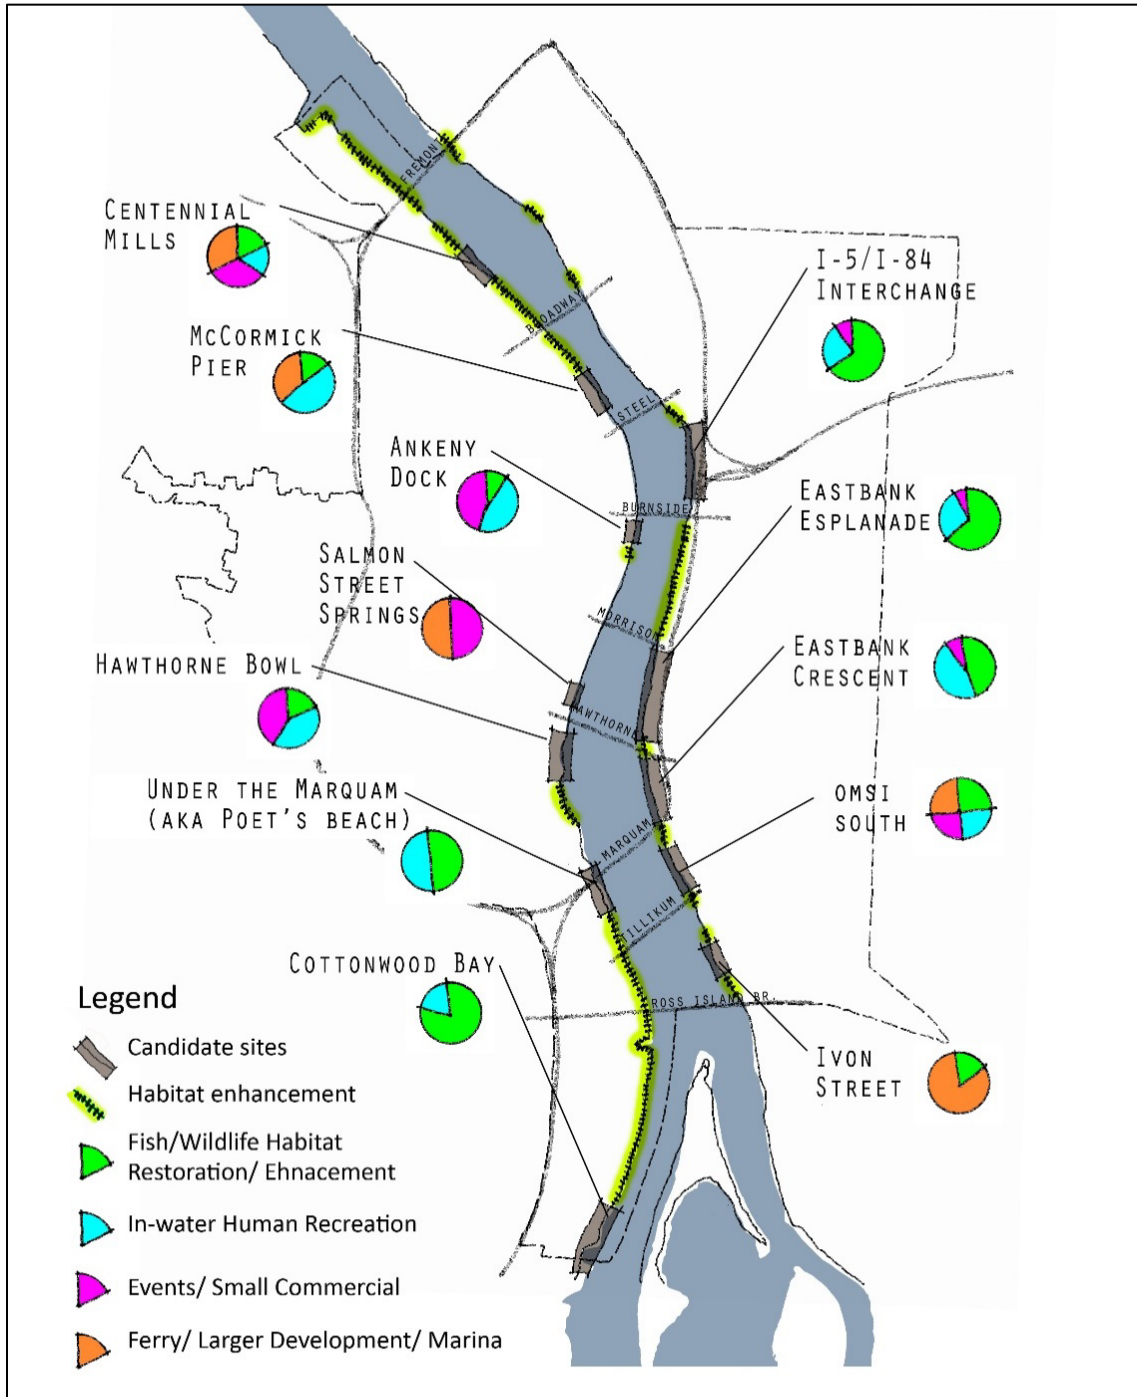 FREMONT
CENTENNIAL
MILLS
I-5/I-84
INTERCHANGE
BROADWAY
McCORMICK
PIER
STEEL
ANKENY
DOCK
EASTBANK
ESPLANADE
BURNSIDE
SALMON
STREET
SPRINGS
MORRISON
EASTBANK
CRESCENT
HAWTHORNE BOWL
HAWTHORNE
UNDER THE MARQUAM
(AKA POET'S BEACH)
OMSI
SOUTH
MARQUAM
TILLIKUM
COTTONWOOD BAY
ROSS ISLAND BR.
IVON
STREET
Legend
Candidate sites
Habitat enhancement
Fish/Wildlife Habitat
Restoration/ Ehnacement
In-water Human Recreation
Events/ Small Commercial
Ferry/ Larger Development/ Marina